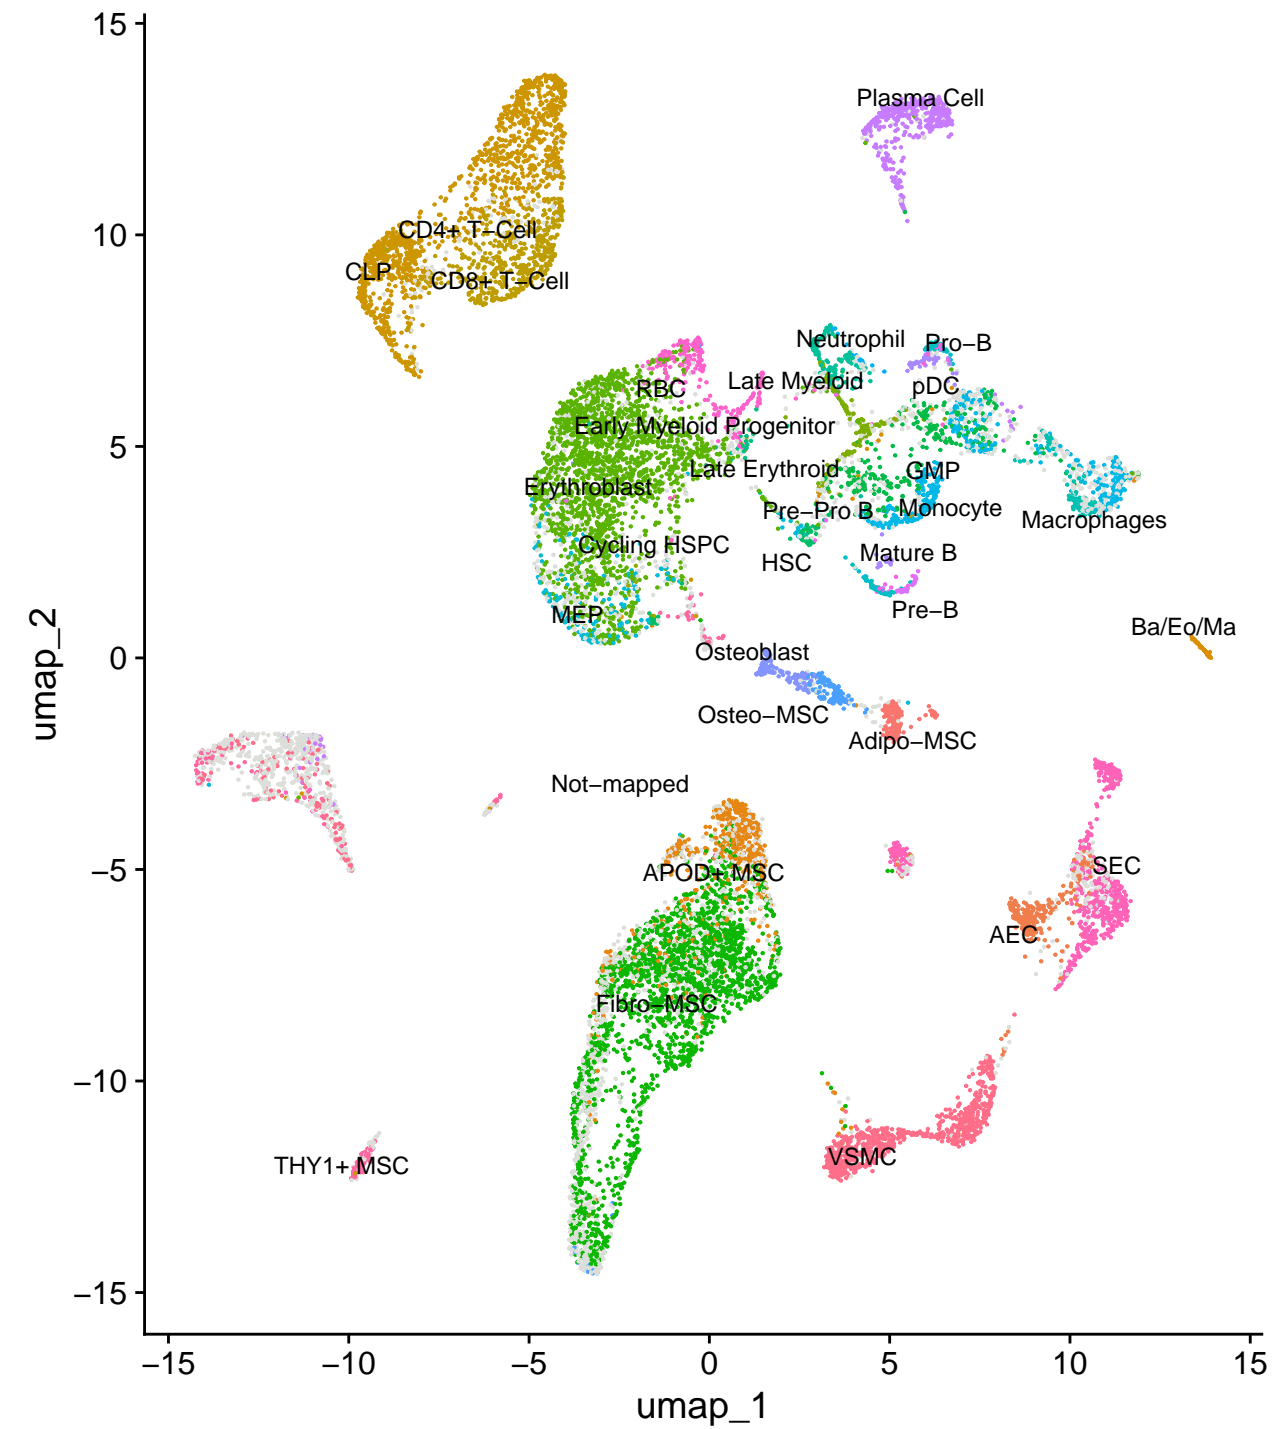 15
Plasma Cell
10
CD4+ T−Cell
CLP
CD8+ T−Cell
Neutrophil
Pro−B
RBC
Late Myeloid
pDC
5
Early Myeloid Progenitor
Late Erythroid
GMP
Erythroblast
Pre−Pro B
Monocyte
Macrophages
Cycling HSPC
HSC
Mature B
MEP
Pre−B
Ba/Eo/Ma
0
Osteoblast
umap_2
Osteo−MSC
Adipo−MSC
Not−mapped
−5
APOD+ MSC
SEC
AEC
Fibro−MSC
−10
VSMC
THY1+ MSC
−15
−15
−10
−5
0
5
10
15
umap_1